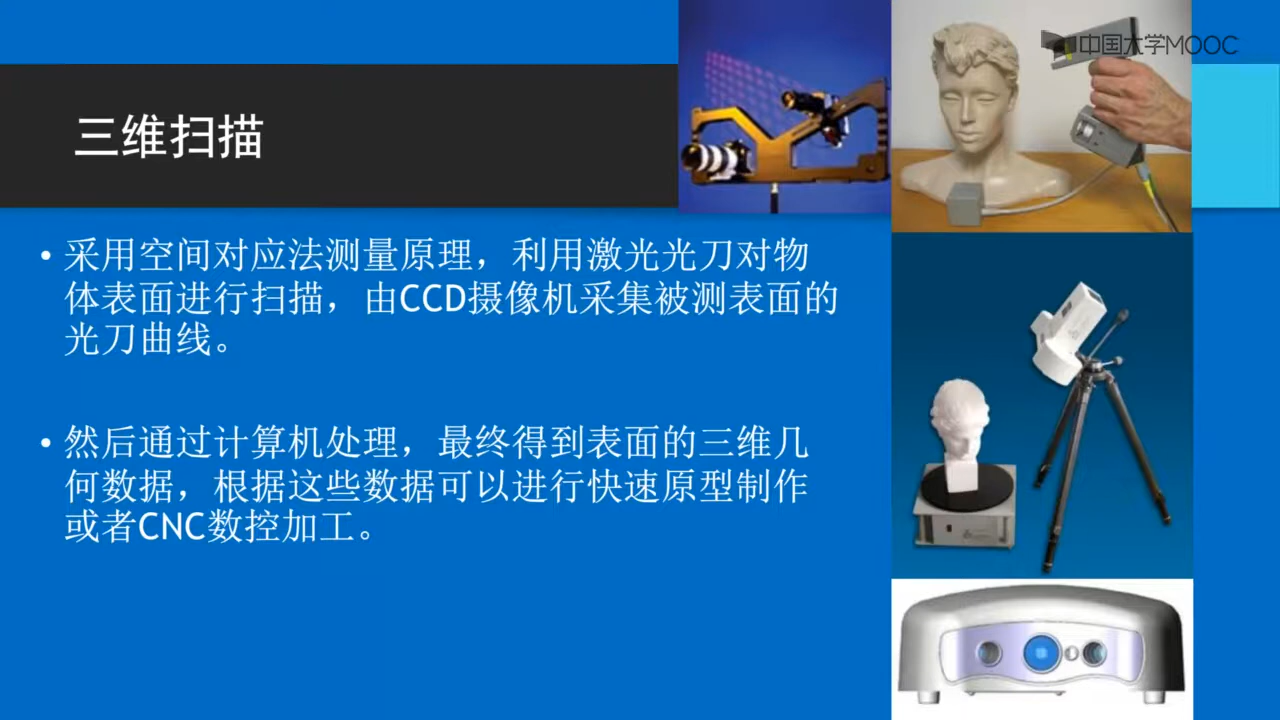 中国大学MOOC
三维扫描
• 采用空间对应法测量原理，利用激光光刀对物
体表面进行扫描，由CCD摄像机采集被测表面的
光刀曲线。
• 然后通过计算机处理，最终得到表面的三维几
何数据，根据这些数据可以进行快速原型制作
或者CNC数控加工。